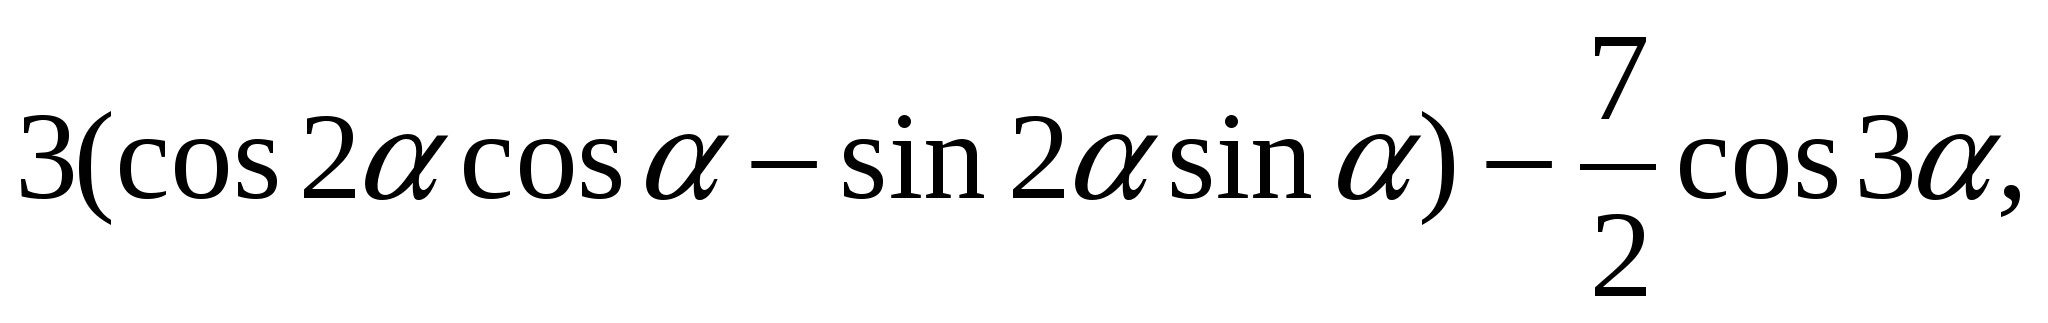 3(cos 2α cos α − sin 2α sin α) − 7/2 cos 3α,